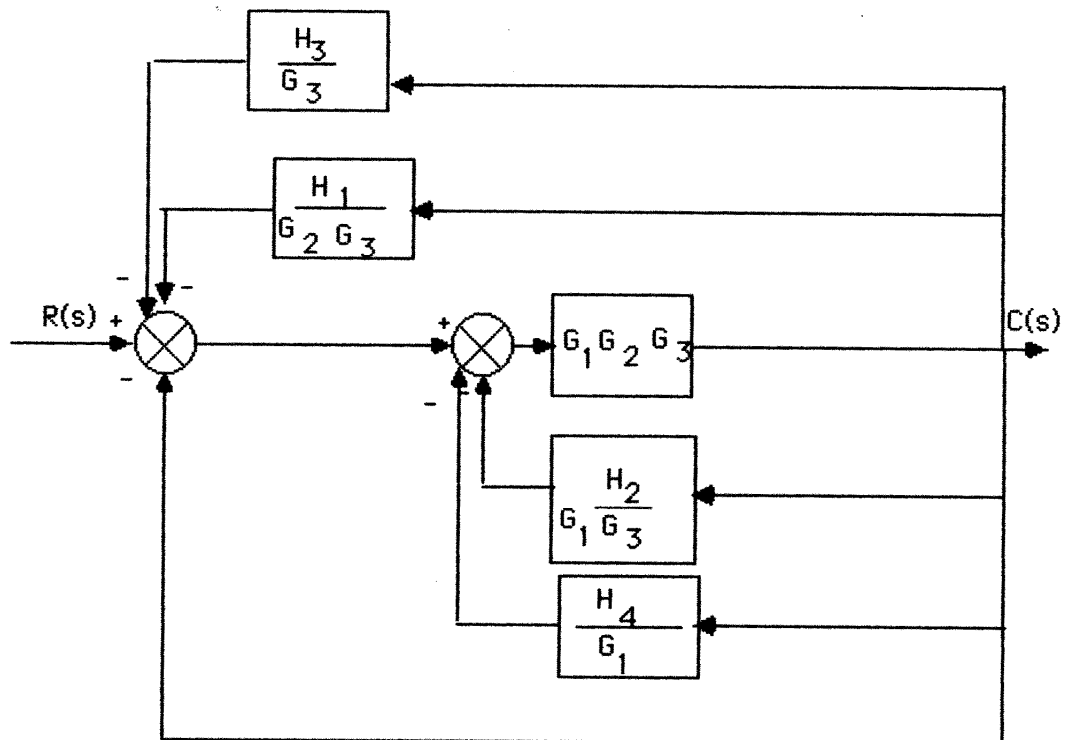 H3
G3
H1
G2 G3
- -
R(s) +
-
+
- -
G1 G2 G3
C(s)
H2
G1 G3
H4
G1